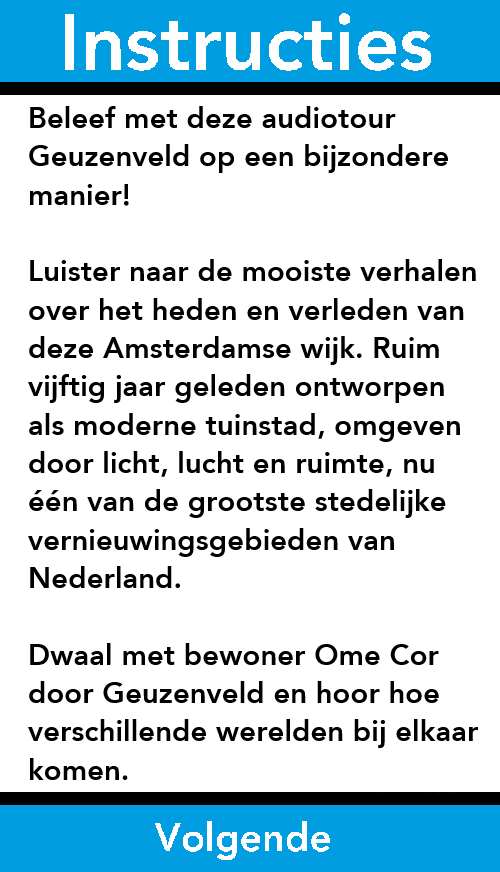 Instructies
Beleef met deze audiotour
Geuzenveld op een bijzondere
manier!
Luister naar de mooiste verhalen
over het heden en verleden van
deze Amsterdamse wijk. Ruim
vijftig jaar geleden ontworpen
als moderne tuinstad, omgeven
door licht, lucht en ruimte, nu
één van de grootste stedelijke
vernieuwingsgebieden van
Nederland.
Dwaal met bewoner Ome Cor
door Geuzenveld en hoor hoe
verschillende werelden bij elkaar
komen.
Volgende